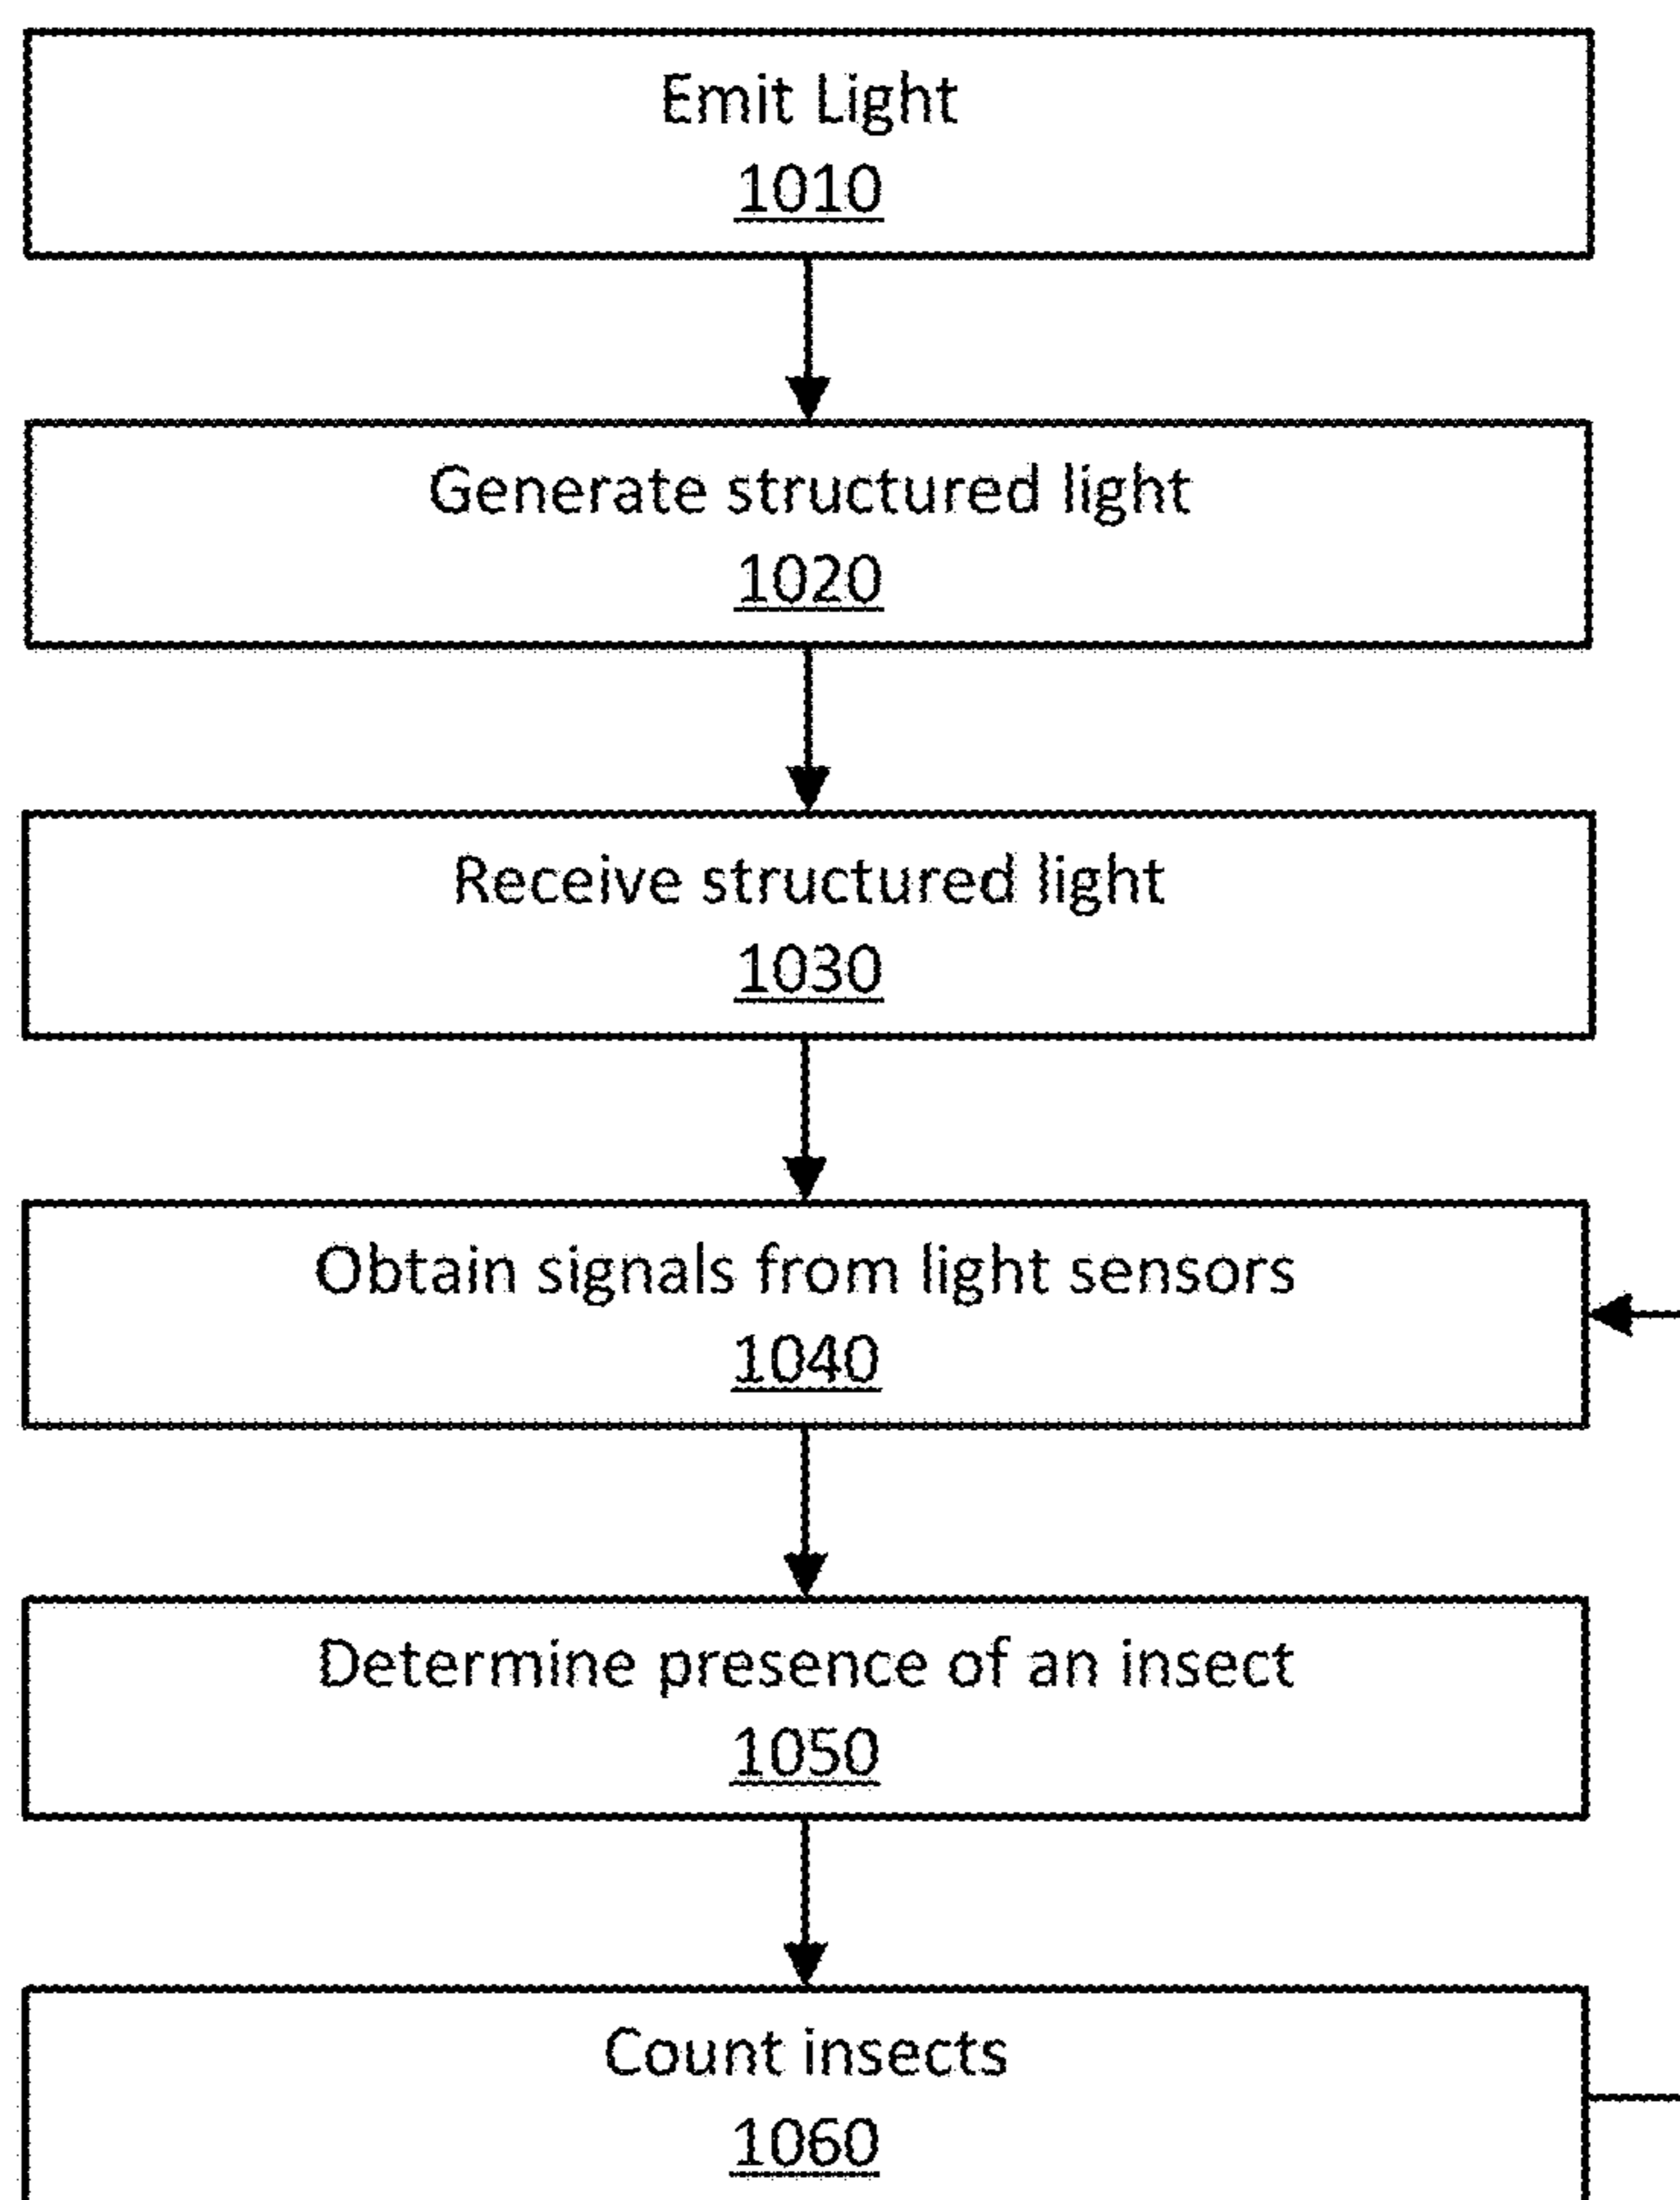 Emit Light
1010
Generate structured light
1020
Receive structured light
1030
Obtain signals from light sensors
1040
Determine presence of an insect
1050
Count insects
1060